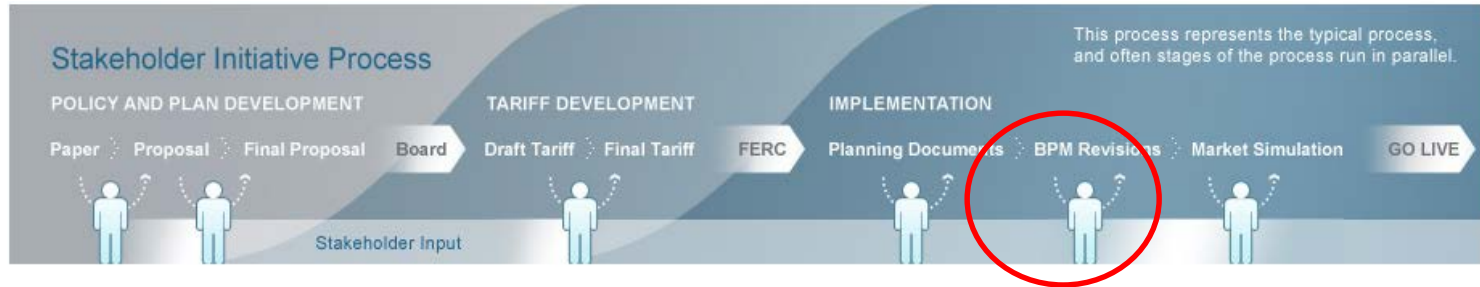 This process represents the typical process,
and often stages of the process run in parallel.
Stakeholder Initiative Process
POLICY AND PLAN DEVELOPMENT TARIFF DEVELOPMENT IMPLEMENTATION
Paper Proposal Final Proposal Board Draft Tariff Final Tariff FERC Planning Documents BPM Revisions Market Simulation GO LIVE
Stakeholder Input